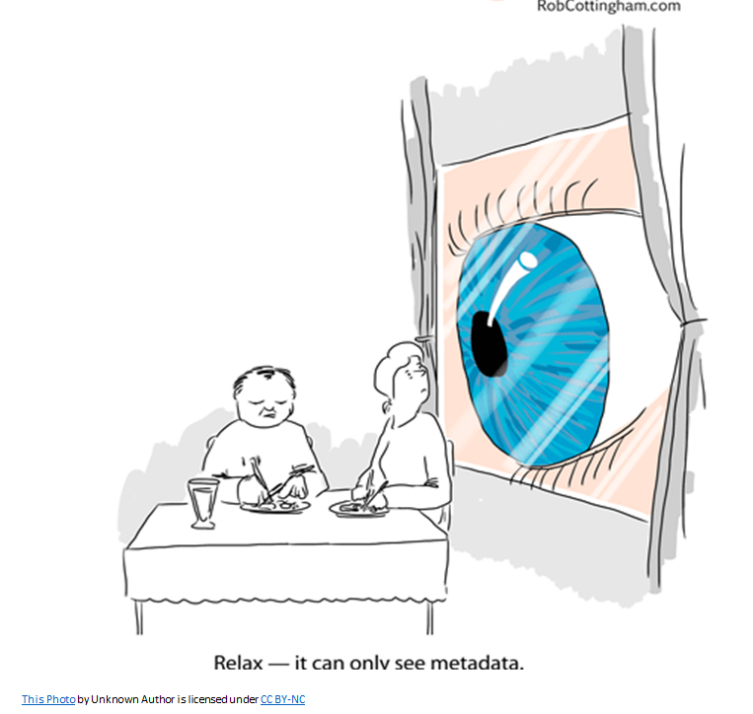 RobCottingham.com
Relax — it can only see metadata.
This Photo by Unknown Author is licensed under CC BY-NC